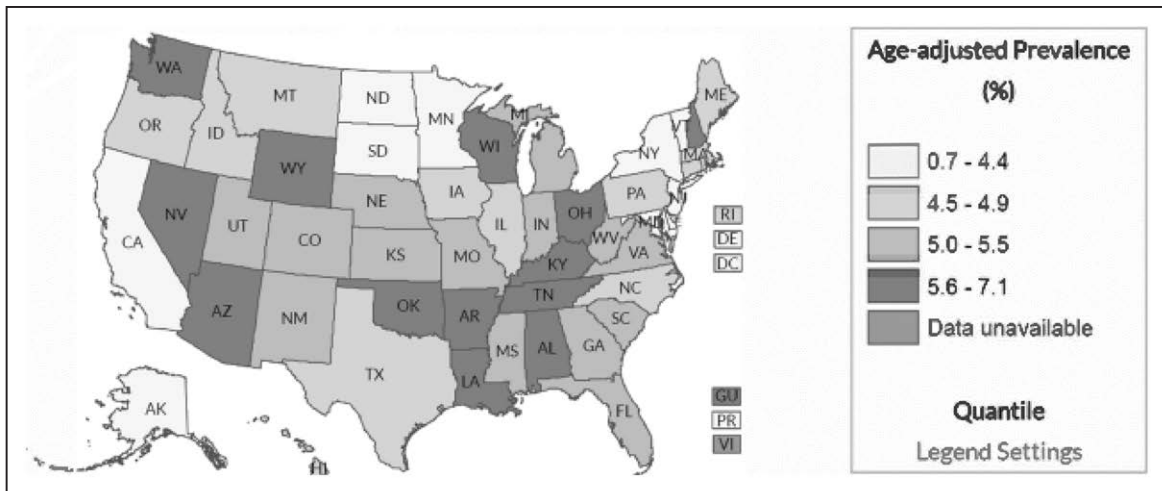 WA
MT
ND
MN
OR
ID
SD
WI
MI
ME
VT
NY
MA
WY
IA
PA
NE
NV
UT
CO
IL
IN
OH
WV
VA
CA
KS
MO
KY
NC
TN
AZ
NM
OK
AR
SC
MS
AL
GA
TX
LA
FL
AK
HI
RI
DE
DC
GU
PR
VI
Age-adjusted Prevalence
(%)
0.7 - 4.4
4.5 - 4.9
5.0 - 5.5
5.6 - 7.1
Data unavailable
Quantile
Legend Settings